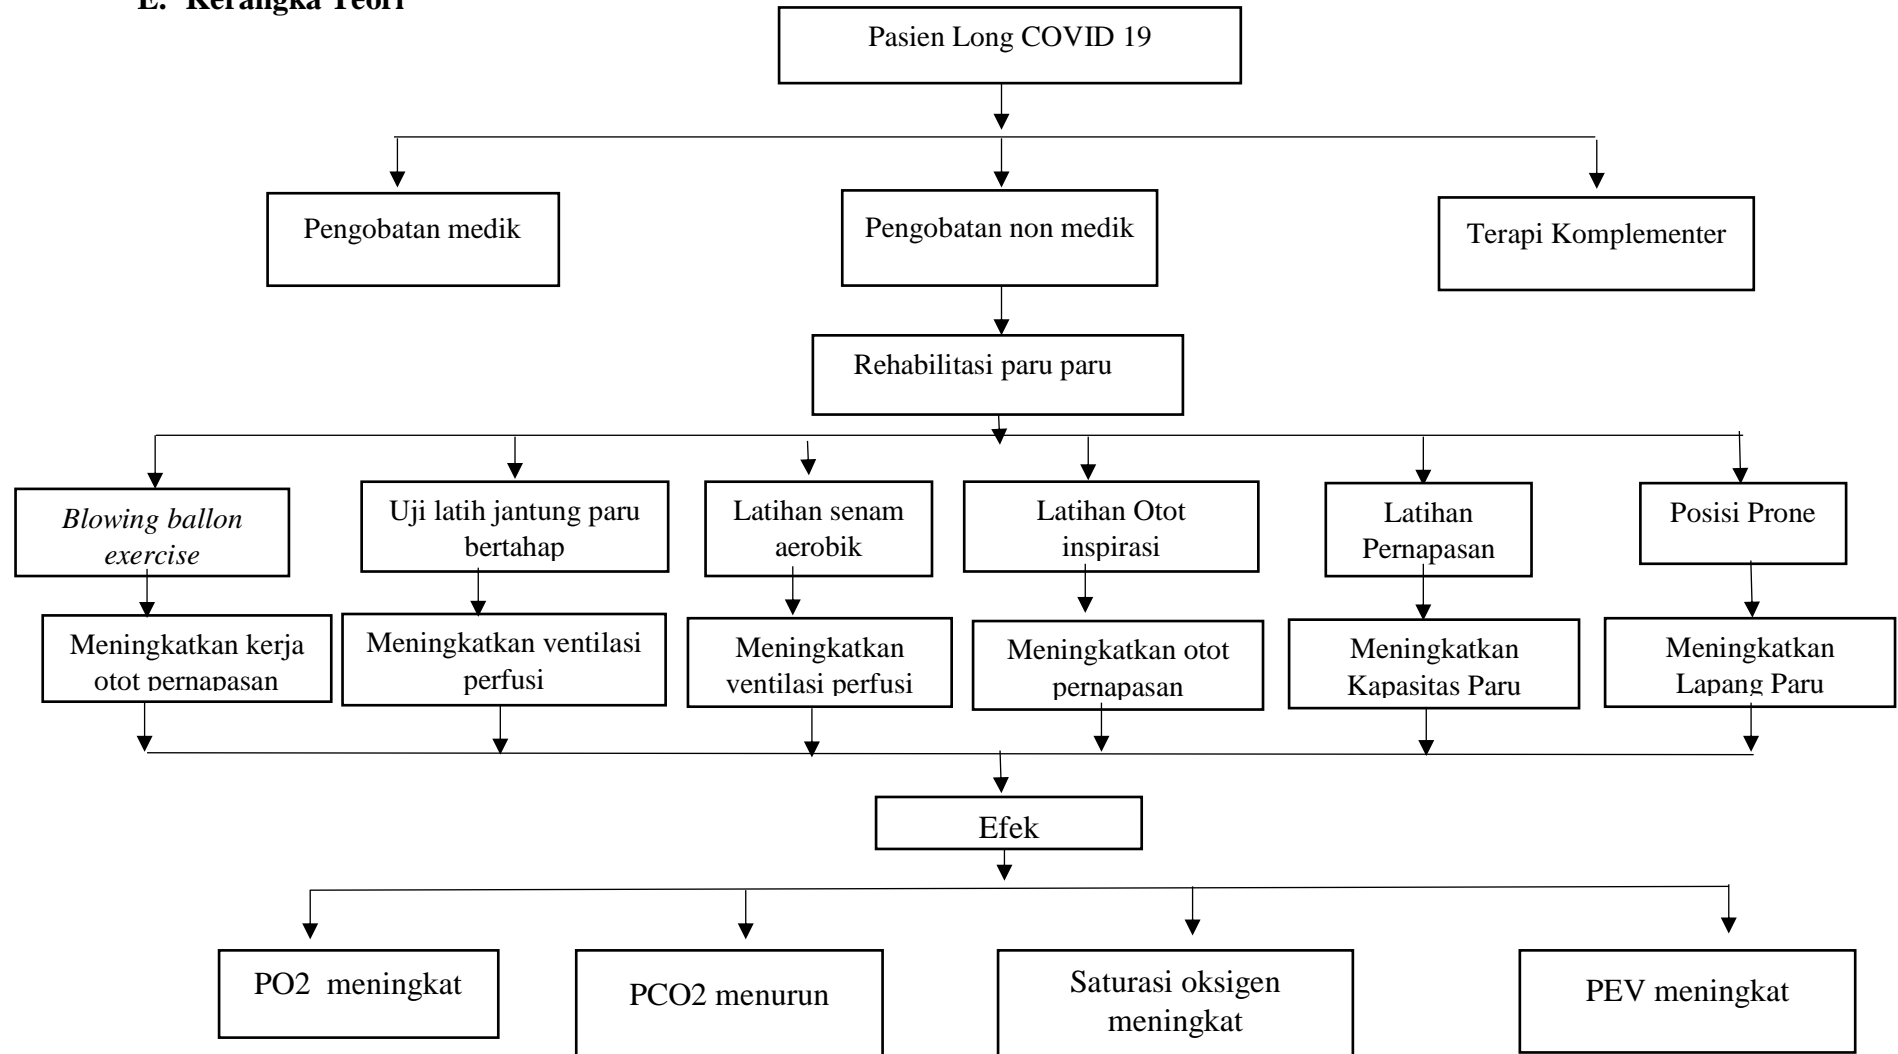 E. Kerangka Teori
Pasien Long COVID 19
Pengobatan medik
Pengobatan non medik
Terapi Komplementer
Rehabilitasi paru paru
Blowing ballon
exercise
Uji latih jantung paru
bertahap
Latihan senam
aerobik
Latihan Otot
inspirasi
Latihan
Pernapasan
Posisi Prone
Meningkatkan kerja
otot pernapasan
Meningkatkan ventilasi
perfusi
Meningkatkan
ventilasi perfusi
Meningkatkan otot
pernapasan
Meningkatkan
Kapasitas Paru
Meningkatkan
Lapang Paru
Efek
PO2 meningkat
PCO2 menurun
Saturasi oksigen
meningkat
PEV meningkat